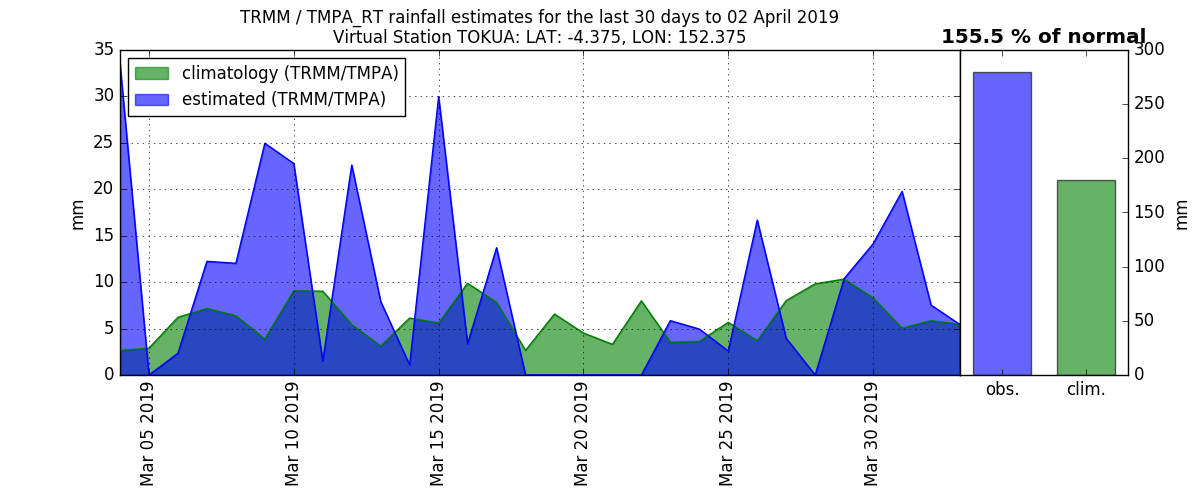 TRMM / TMPA_RT rainfall estimates for the last 30 days to 02 April 2019
Virtual Station TOKUA: LAT: -4.375, LON: 152.375
155.5 % of normal
climatology (TRMM/TMPA)
estimated (TRMM/TMPA)
mm
35
30
25
20
15
10
5
0
Mar 05 2019
Mar 10 2019
Mar 15 2019
Mar 20 2019
Mar 25 2019
Mar 30 2019
300
250
200
150
100
50
0
mm
obs.
clim.